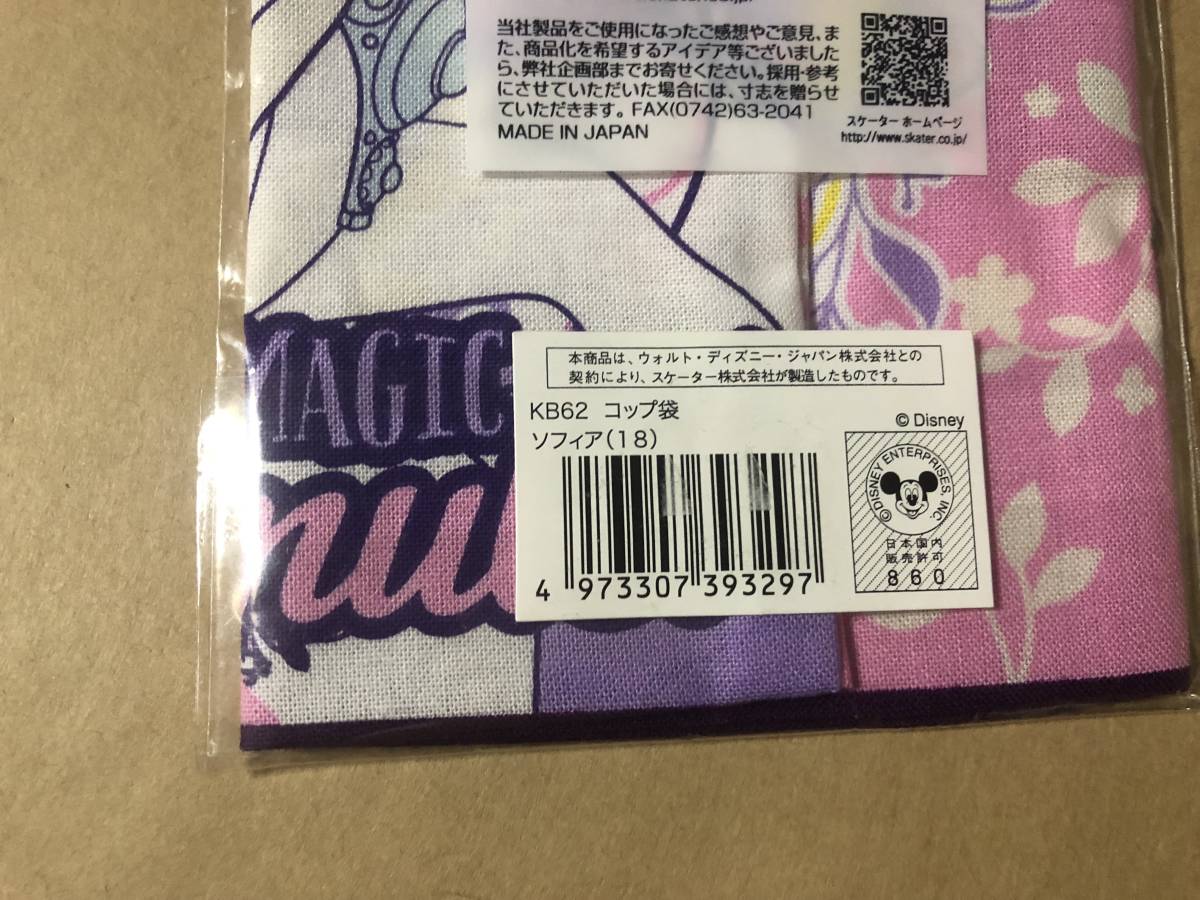 当社製品をご使用になったご感想やご意見、ま
た、商品化を希望するアイデア等ございましたら
ら、弊社企画部までお寄せください。採用・参考
にさせていただいた場合には、寸志を贈らせ
ていただきます。FAX(0742)63-2041
MADE IN JAPAN
スケーター ホームページ
http://www.skater.co.jp/
MAGIC
本商品は、ウォルト・ディズニー・ジャパン株式会社との
契約により、スケーター株式会社が製造したものです。
KB62 コップ袋
ソフィア(18)
© Disney
© DISNEY ENTERPRISES, INC.
日本国内
販売許可
860
4 973307 393297